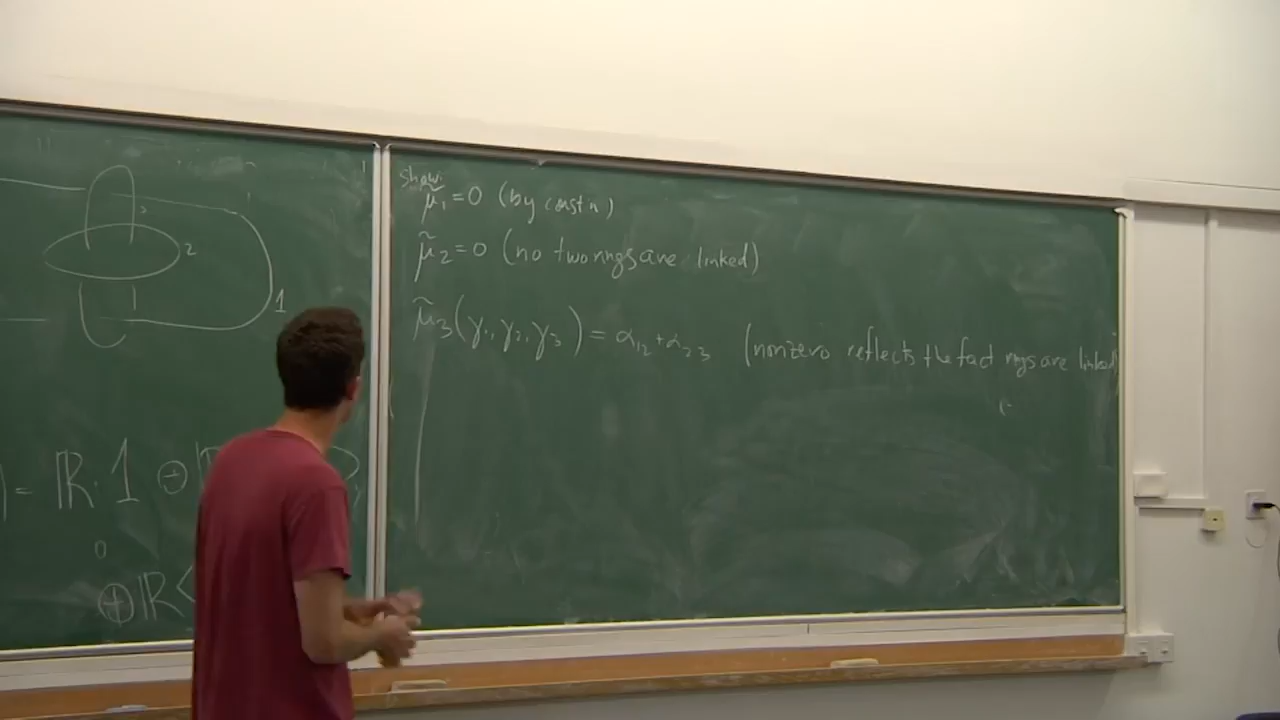 3
2
1
) = ℝ·1 ⊕
0
⊕ℝ<
Show:
μ̃₁ = 0 (by constn)
μ̃₂ = 0 (no two rings are linked)
μ̃₃(γ₁, γ₂, γ₃) = α₁₂ + α₂₃ (nonzero reflects the fact rings are linked